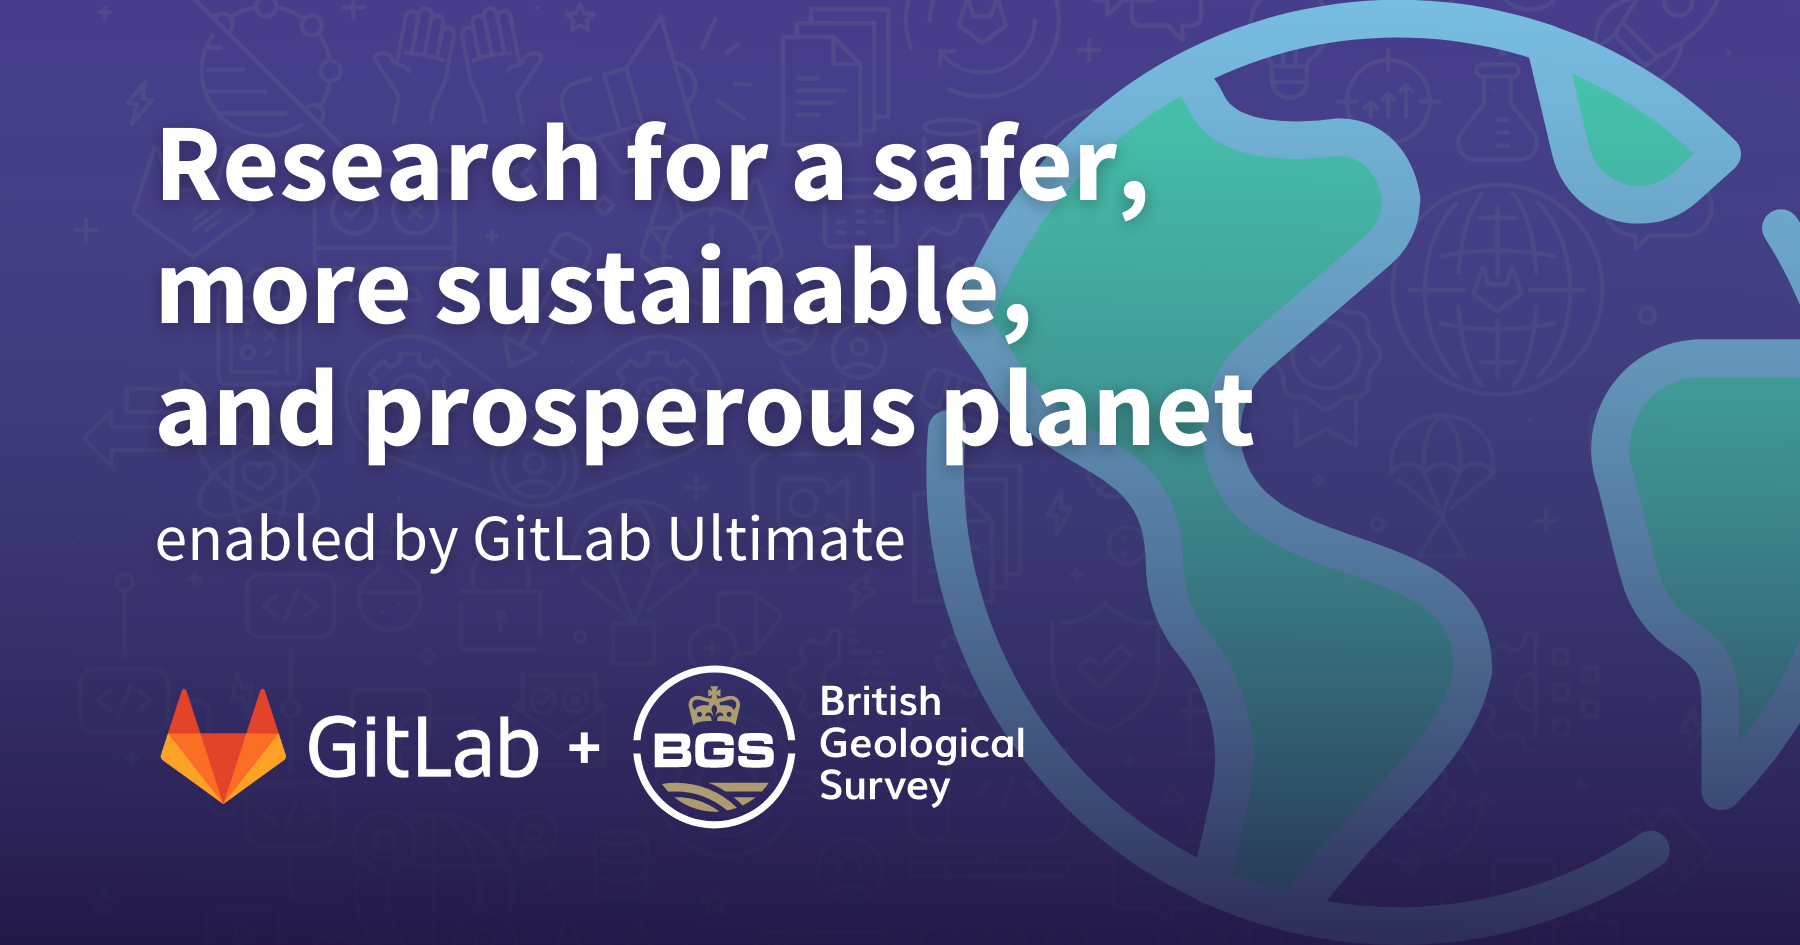 Research for a safer,
more sustainable,
and prosperous planet
enabled by GitLab Ultimate
GitLab + BGS
British
Geological
Survey